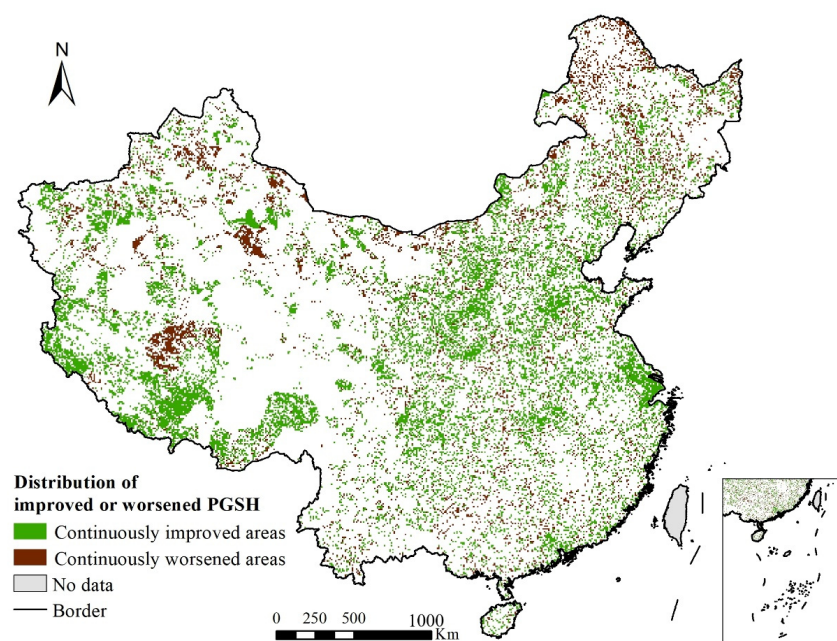 N
Distribution of
improved or worsened PGSH
Continuously improved areas
Continuously worsened areas
No data
Border
0 250 500 1000
Km